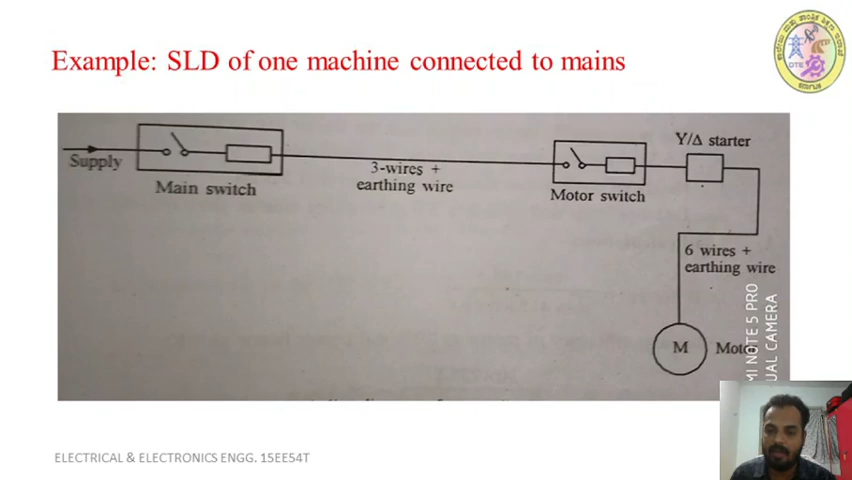 Example: SLD of one machine connected to mains
DTE
Y/Δ starter
Supply
3-wires +
earthing wire
Main switch
Motor switch
6 wires +
earthing wire
M
MI NOTE 5 PRO
DUAL CAMERA
ELECTRICAL & ELECTRONICS ENGG. 15EE54T